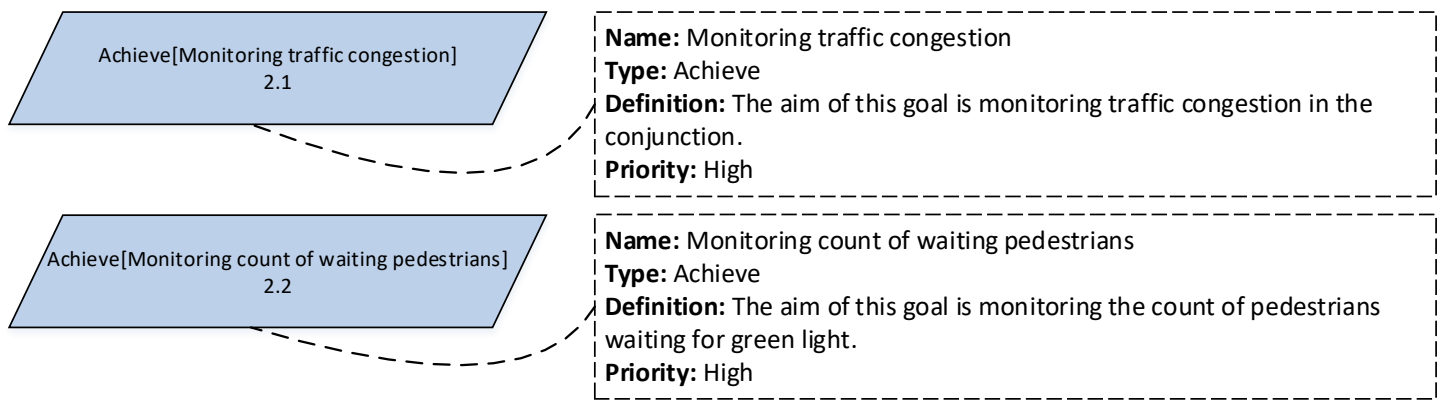 Achieve[Monitoring traffic congestion]
2.1
Name: Monitoring traffic congestion
Type: Achieve
Definition: The aim of this goal is monitoring traffic congestion in the
conjunction.
Priority: High
Achieve[Monitoring count of waiting pedestrians]
2.2
Name: Monitoring count of waiting pedestrians
Type: Achieve
Definition: The aim of this goal is monitoring the count of pedestrians
waiting for green light.
Priority: High